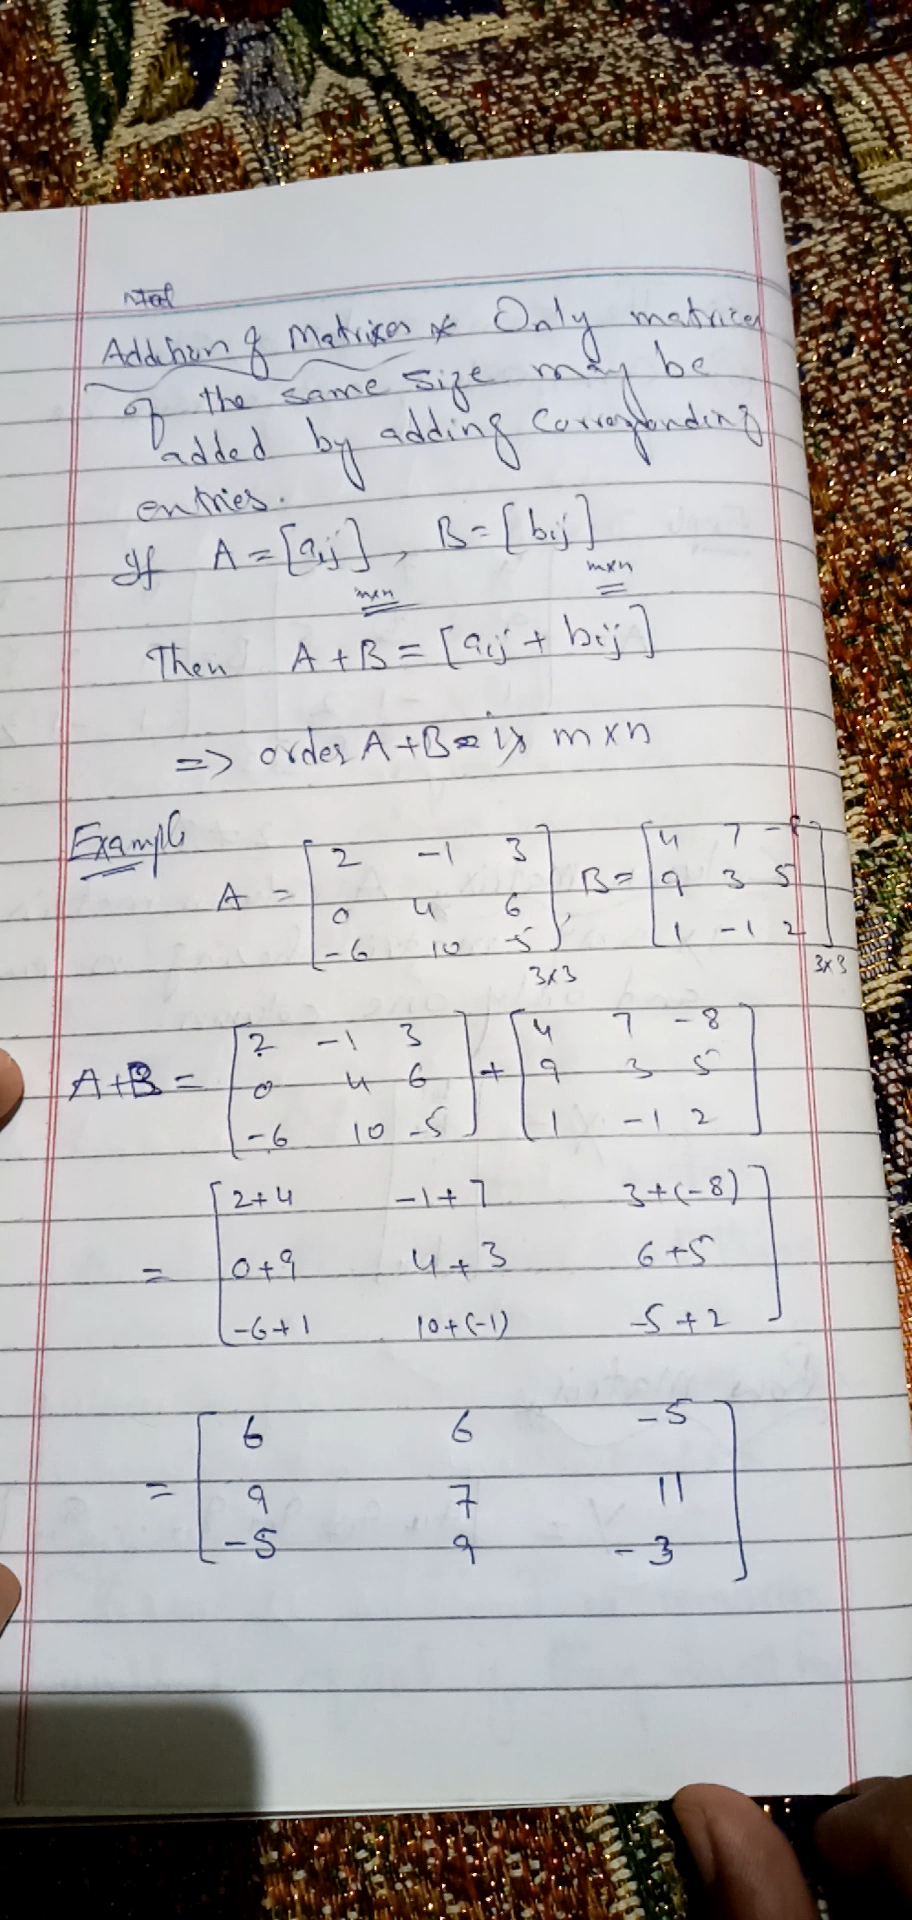 Addition of Matrices * Only matrices
of the same size may be
added by adding corresponding
entries.
If A = [aij], B = [bij]
m×n m×n
Then A + B = [aij + bij]
=> order A + B is m × n
Example
A = [2 -1 3 B = [4 7 -8]
0 4 6 9 3 5
-6 10 -5], 1 -1 2
3×3 3×3
A+B = [2 -1 3] + [4 7 -8]
0 4 6 9 3 5
-6 10 -5 1 -1 2
[2+4 -1+7 3+(-8)]
= 0+9 4+3 6+5
-6+1 10+(-1) -5+2
[6 6 -5]
= 9 7 11
-5 9 -3